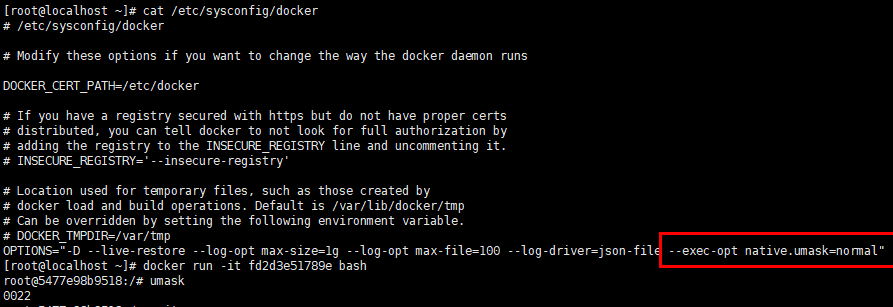 [root@localhost ~]# cat /etc/sysconfig/docker
# /etc/sysconfig/docker
# Modify these options if you want to change the way the docker daemon runs
DOCKER_CERT_PATH=/etc/docker
# If you have a registry secured with https but do not have proper certs
# distributed, you can tell docker to not look for full authorization by
# adding the registry to the INSECURE_REGISTRY line and uncommenting it.
# INSECURE_REGISTRY='--insecure-registry'
# Location used for temporary files, such as those created by
# docker load and build operations. Default is /var/lib/docker/tmp
# Can be overridden by setting the following environment variable.
# DOCKER_TMPDIR=/var/tmp
OPTIONS="-D --live-restore --log-opt max-size=1g --log-opt max-file=100 --log-driver=json-file --exec-opt native.umask=normal"
[root@localhost ~]# docker run -it fd2d3e51789e bash
root@5477e98b9518:/# umask
0022